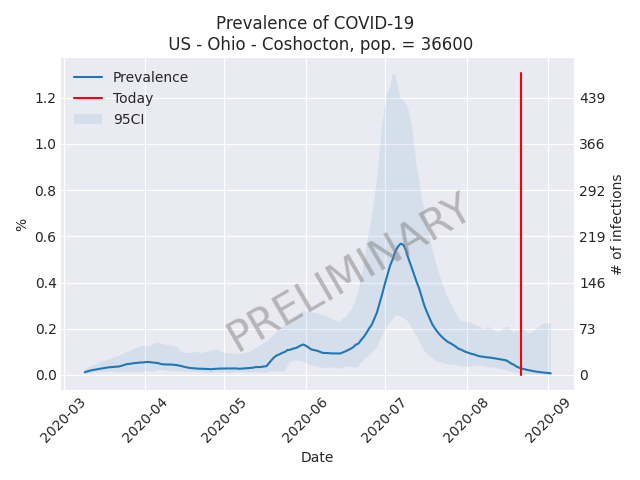 Prevalence of COVID-19
US - Ohio - Coshocton, pop. = 36600
Prevalence
Today
95CI
1.2
1.0
0.8
0.6
0.4
0.2
0.0
%
439
366
292
219
146
73
0
# of infections
PRELIMINARY
2020-03
2020-04
2020-05
2020-06
2020-07
2020-08
2020-09
Date